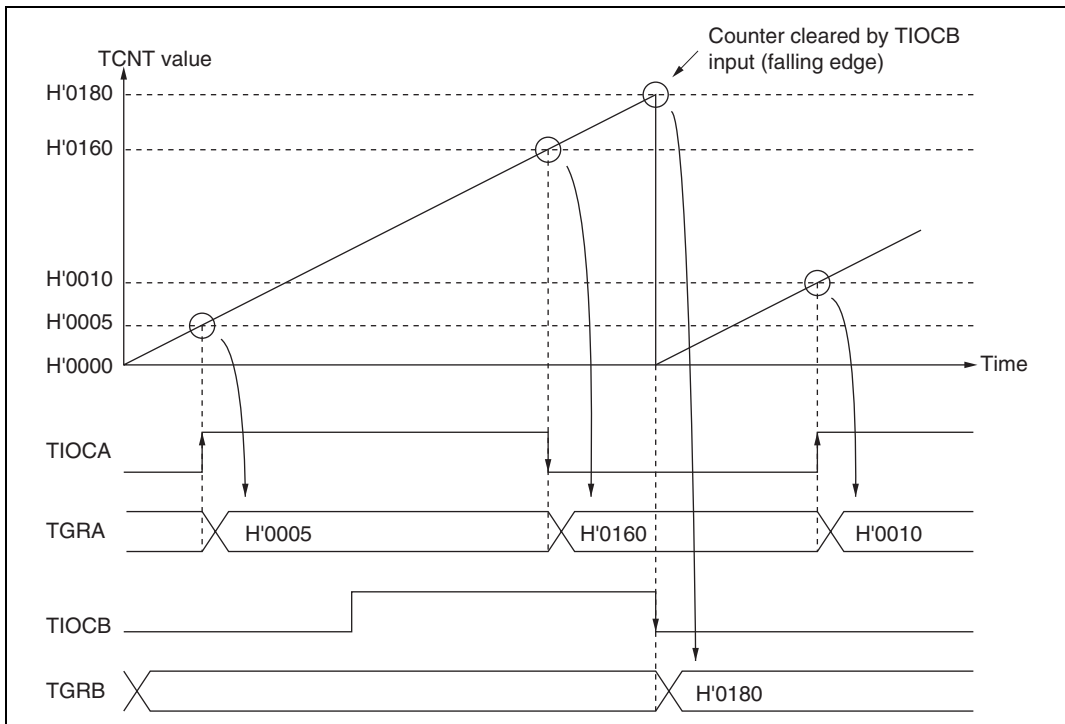 Counter cleared by TIOCB
input (falling edge)
TCNT value
H'0180
H'0160
H'0010
H'0005
H'0000
Time
TIOCA
TGRA
H'0005
H'0160
H'0010
TIOCB
TGRB
H'0180